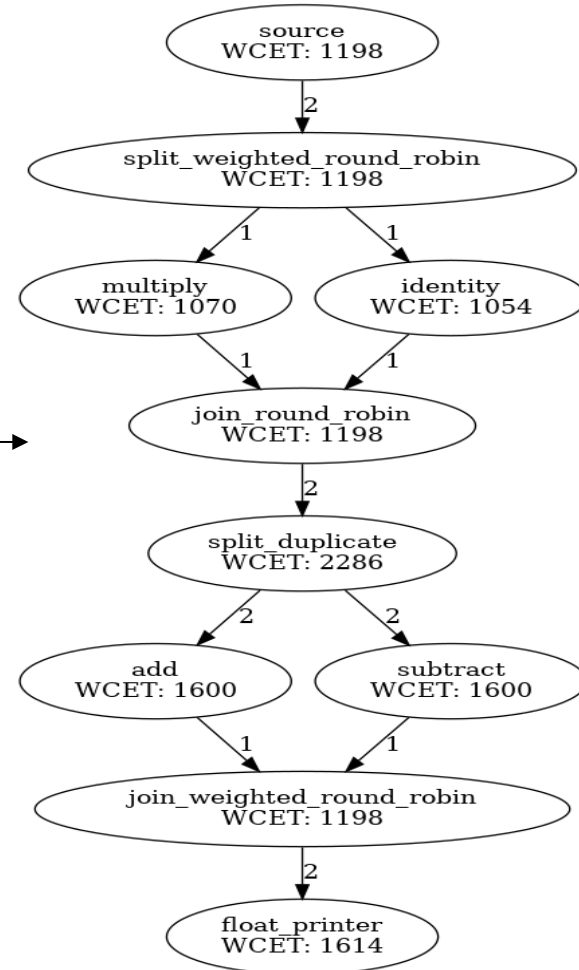 source
WCET: 1198
2
split_weighted_round_robin
WCET: 1198
1
1
multiply
WCET: 1070
identity
WCET: 1054
1
1
join_round_robin
WCET: 1198
2
split_duplicate
WCET: 2286
2
2
add
WCET: 1600
subtract
WCET: 1600
1
1
join_weighted_round_robin
WCET: 1198
2
float_printer
WCET: 1614